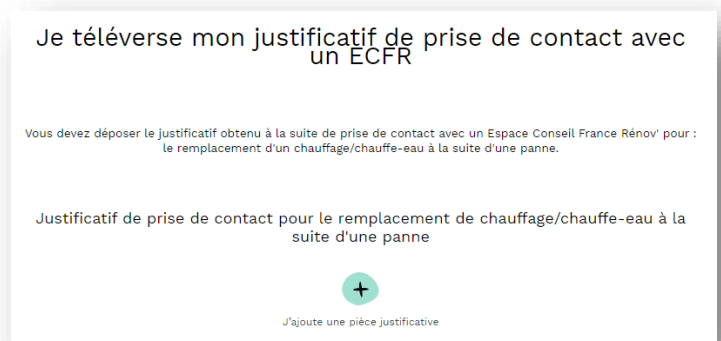 Je téléverse mon justificatif de prise de contact avec
un ECFR
Vous devez déposer le justificatif obtenu à la suite de prise de contact avec un Espace Conseil France Rénov' pour :
le remplacement d'un chauffage/chauffe-eau à la suite d'une panne.
Justificatif de prise de contact pour le remplacement de chauffage/chauffe-eau à la
suite d'une panne
J'ajoute une pièce justificative